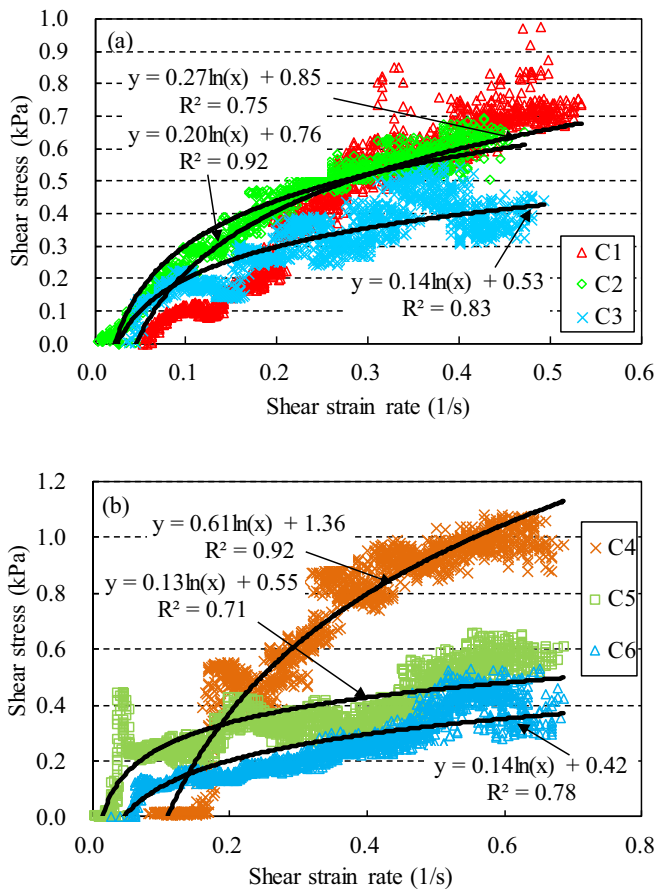 (a)
1.0
0.9
0.8
0.7
0.6
0.5
0.4
0.3
0.2
0.1
0.0
Shear stress (kPa)
y = 0.27ln(x) + 0.85
R² = 0.75
y = 0.20ln(x) + 0.76
R² = 0.92
y = 0.14ln(x) + 0.53
R² = 0.83
C1
C2
C3
0.0 0.1 0.2 0.3 0.4 0.5 0.6
Shear strain rate (1/s)
(b)
1.2
1.0
0.8
0.6
0.4
0.2
0.0
Shear stress (kPa)
y = 0.61ln(x) + 1.36
R² = 0.92
y = 0.13ln(x) + 0.55
R² = 0.71
y = 0.14ln(x) + 0.42
R² = 0.78
C4
C5
C6
0.0 0.2 0.4 0.6 0.8
Shear strain rate (1/s)